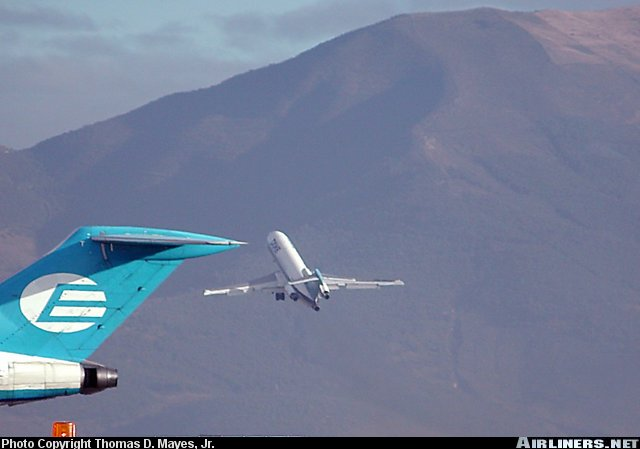 E
Photo Copyright Thomas D. Mayes, Jr.
AIRLINERS.NET